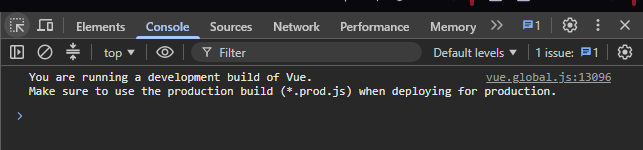 Elements Console Sources Network Performance Memory 1
top Filter Default levels 1 Issue: 1
You are running a development build of Vue. vue.global.js:13096
Make sure to use the production build (*.prod.js) when deploying for production.